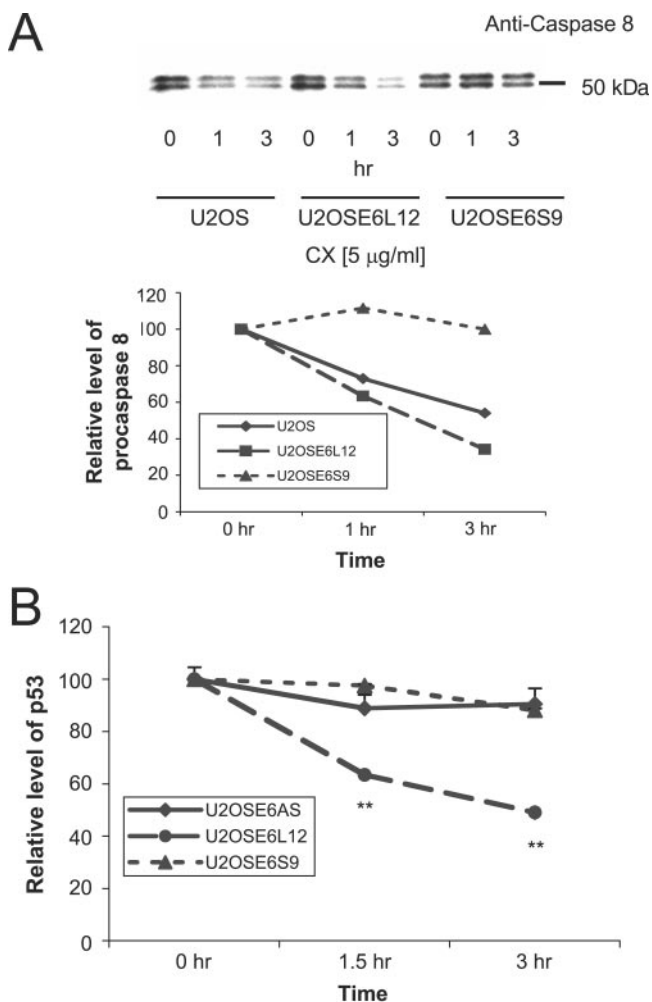 A
Anti-Caspase 8
50 kDa
0 1 3 0 1 3 0 1 3
hr
U2OS U2OSE6L12 U2OSE6S9
CX [5 μg/ml]
Relative level of
procaspase 8
120
100
80
60
40
20
0
U2OS
U2OSE6L12
U2OSE6S9
0 hr 1 hr 3 hr
Time
B
Relative level of p53
120
100
80
60
40
20
0
U2OSE6AS
U2OSE6L12
U2OSE6S9
**
**
0 hr 1.5 hr 3 hr
Time